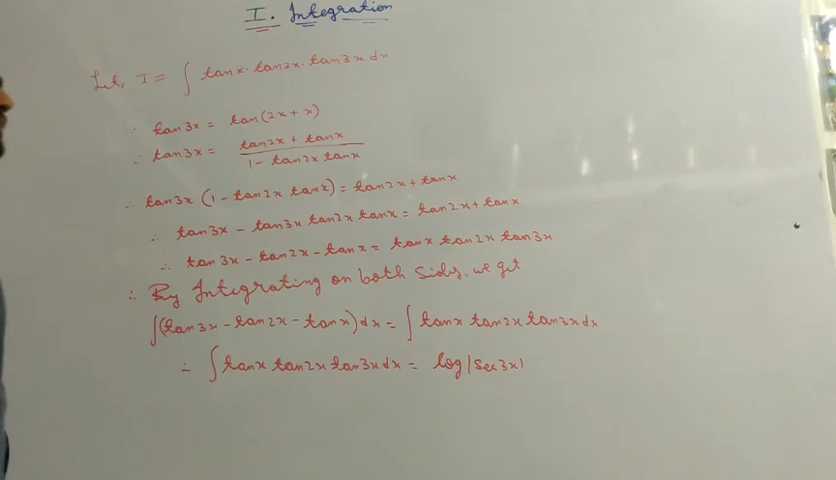 I. Integration
Let, I = ∫ tanx · tan2x · tan3x dx
∴ tan3x = tan(2x + x)
∴ tan3x = (tan2x + tanx) / (1 - tan2x tanx)
∴ tan3x (1 - tan2x tanx) = tan2x + tanx
∴ tan3x - tan3x tan2x tanx = tan2x + tanx
∴ tan3x - tan2x - tanx = tanx tan2x tan3x
∴ By Integrating on both sides, we get
∫(tan3x - tan2x - tanx) dx = ∫ tanx tan2x tan3x dx
∴ ∫ tanx tan2x tan3x dx = log|sec3x|